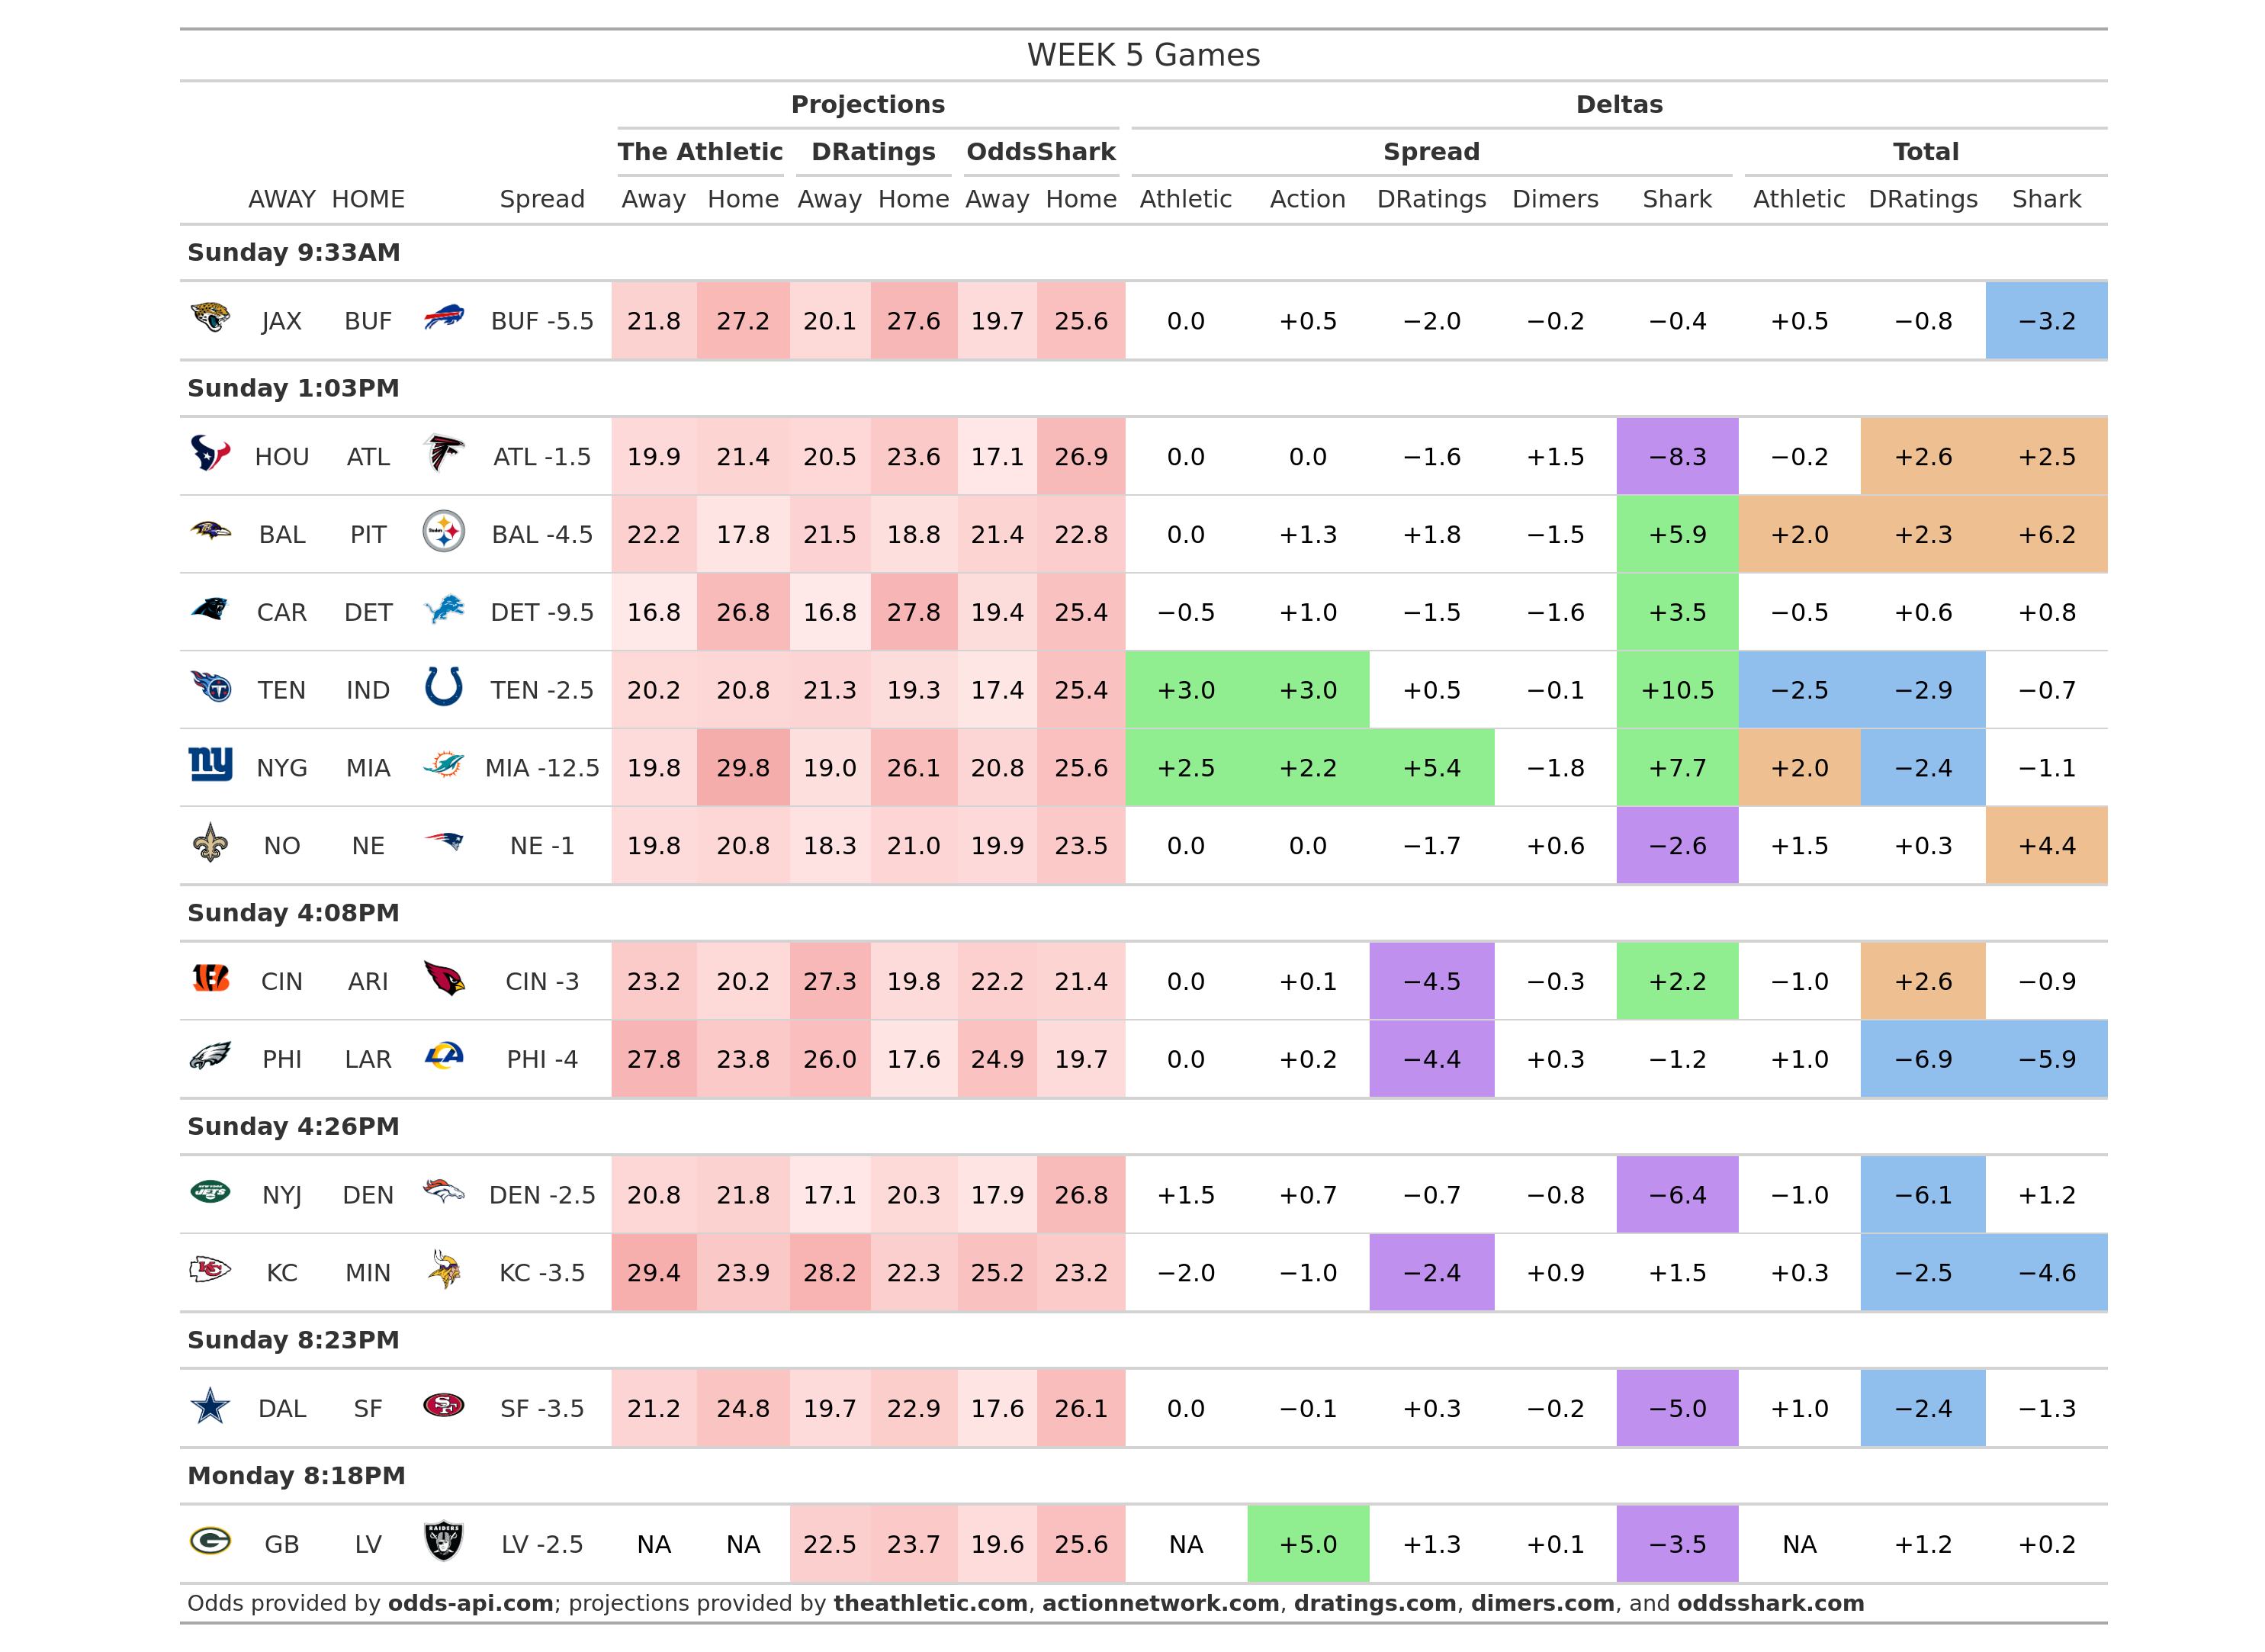 WEEK 5 Games
Projections Deltas
The Athletic DRatings OddsShark Spread Total
AWAY HOME Spread Away Home Away Home Away Home Athletic Action DRatings Dimers Shark Athletic DRatings Shark
Sunday 9:33AM
JAX BUF BUF -5.5 21.8 27.2 20.1 27.6 19.7 25.6 0.0 +0.5 −2.0 −0.2 −0.4 +0.5 −0.8 −3.2
Sunday 1:03PM
HOU ATL ATL -1.5 19.9 21.4 20.5 23.6 17.1 26.9 0.0 0.0 −1.6 +1.5 −8.3 −0.2 +2.6 +2.5
BAL PIT BAL -4.5 22.2 17.8 21.5 18.8 21.4 22.8 0.0 +1.3 +1.8 −1.5 +5.9 +2.0 +2.3 +6.2
CAR DET DET -9.5 16.8 26.8 16.8 27.8 19.4 25.4 −0.5 +1.0 −1.5 −1.6 +3.5 −0.5 +0.6 +0.8
TEN IND TEN -2.5 20.2 20.8 21.3 19.3 17.4 25.4 +3.0 +3.0 +0.5 −0.1 +10.5 −2.5 −2.9 −0.7
ny NYG MIA MIA -12.5 19.8 29.8 19.0 26.1 20.8 25.6 +2.5 +2.2 +5.4 −1.8 +7.7 +2.0 −2.4 −1.1
NO NE NE -1 19.8 20.8 18.3 21.0 19.9 23.5 0.0 0.0 −1.7 +0.6 −2.6 +1.5 +0.3 +4.4
Sunday 4:08PM
CIN ARI CIN -3 23.2 20.2 27.3 19.8 22.2 21.4 0.0 +0.1 −4.5 −0.3 +2.2 −1.0 +2.6 −0.9
PHI LAR PHI -4 27.8 23.8 26.0 17.6 24.9 19.7 0.0 +0.2 −4.4 +0.3 −1.2 +1.0 −6.9 −5.9
Sunday 4:26PM
JETS NYJ DEN DEN -2.5 20.8 21.8 17.1 20.3 17.9 26.8 +1.5 +0.7 −0.7 −0.8 −6.4 −1.0 −6.1 +1.2
KC KC MIN KC -3.5 29.4 23.9 28.2 22.3 25.2 23.2 −2.0 −1.0 −2.4 +0.9 +1.5 +0.3 −2.5 −4.6
Sunday 8:23PM
DAL SF SF SF -3.5 21.2 24.8 19.7 22.9 17.6 26.1 0.0 −0.1 +0.3 −0.2 −5.0 +1.0 −2.4 −1.3
Monday 8:18PM
G GB LV RAIDERS LV -2.5 NA NA 22.5 23.7 19.6 25.6 NA +5.0 +1.3 +0.1 −3.5 NA +1.2 +0.2
Odds provided by odds-api.com; projections provided by theathletic.com, actionnetwork.com, dratings.com, dimers.com, and oddsshark.com